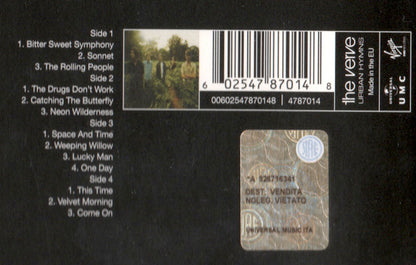 Side 1
1. Bitter Sweet Symphony
2. Sonnet
3. The Rolling People
Side 2
1. The Drugs Don't Work
2. Catching The Butterfly
3. Neon Wilderness
Side 3
1. Space And Time
2. Weeping Willow
3. Lucky Man
4. One Day
Side 4
1. This Time
2. Velvet Morning
3. Come On
6 02547 87014 8
00602547870148 4787014
the verve
URBAN HYMNS
Made in the EU
Virgin
UNIVERSAL
UMC
SIAE
DEST. VENDITA
NOLEG. VIETATO
UNIVERSAL MUSIC ITA